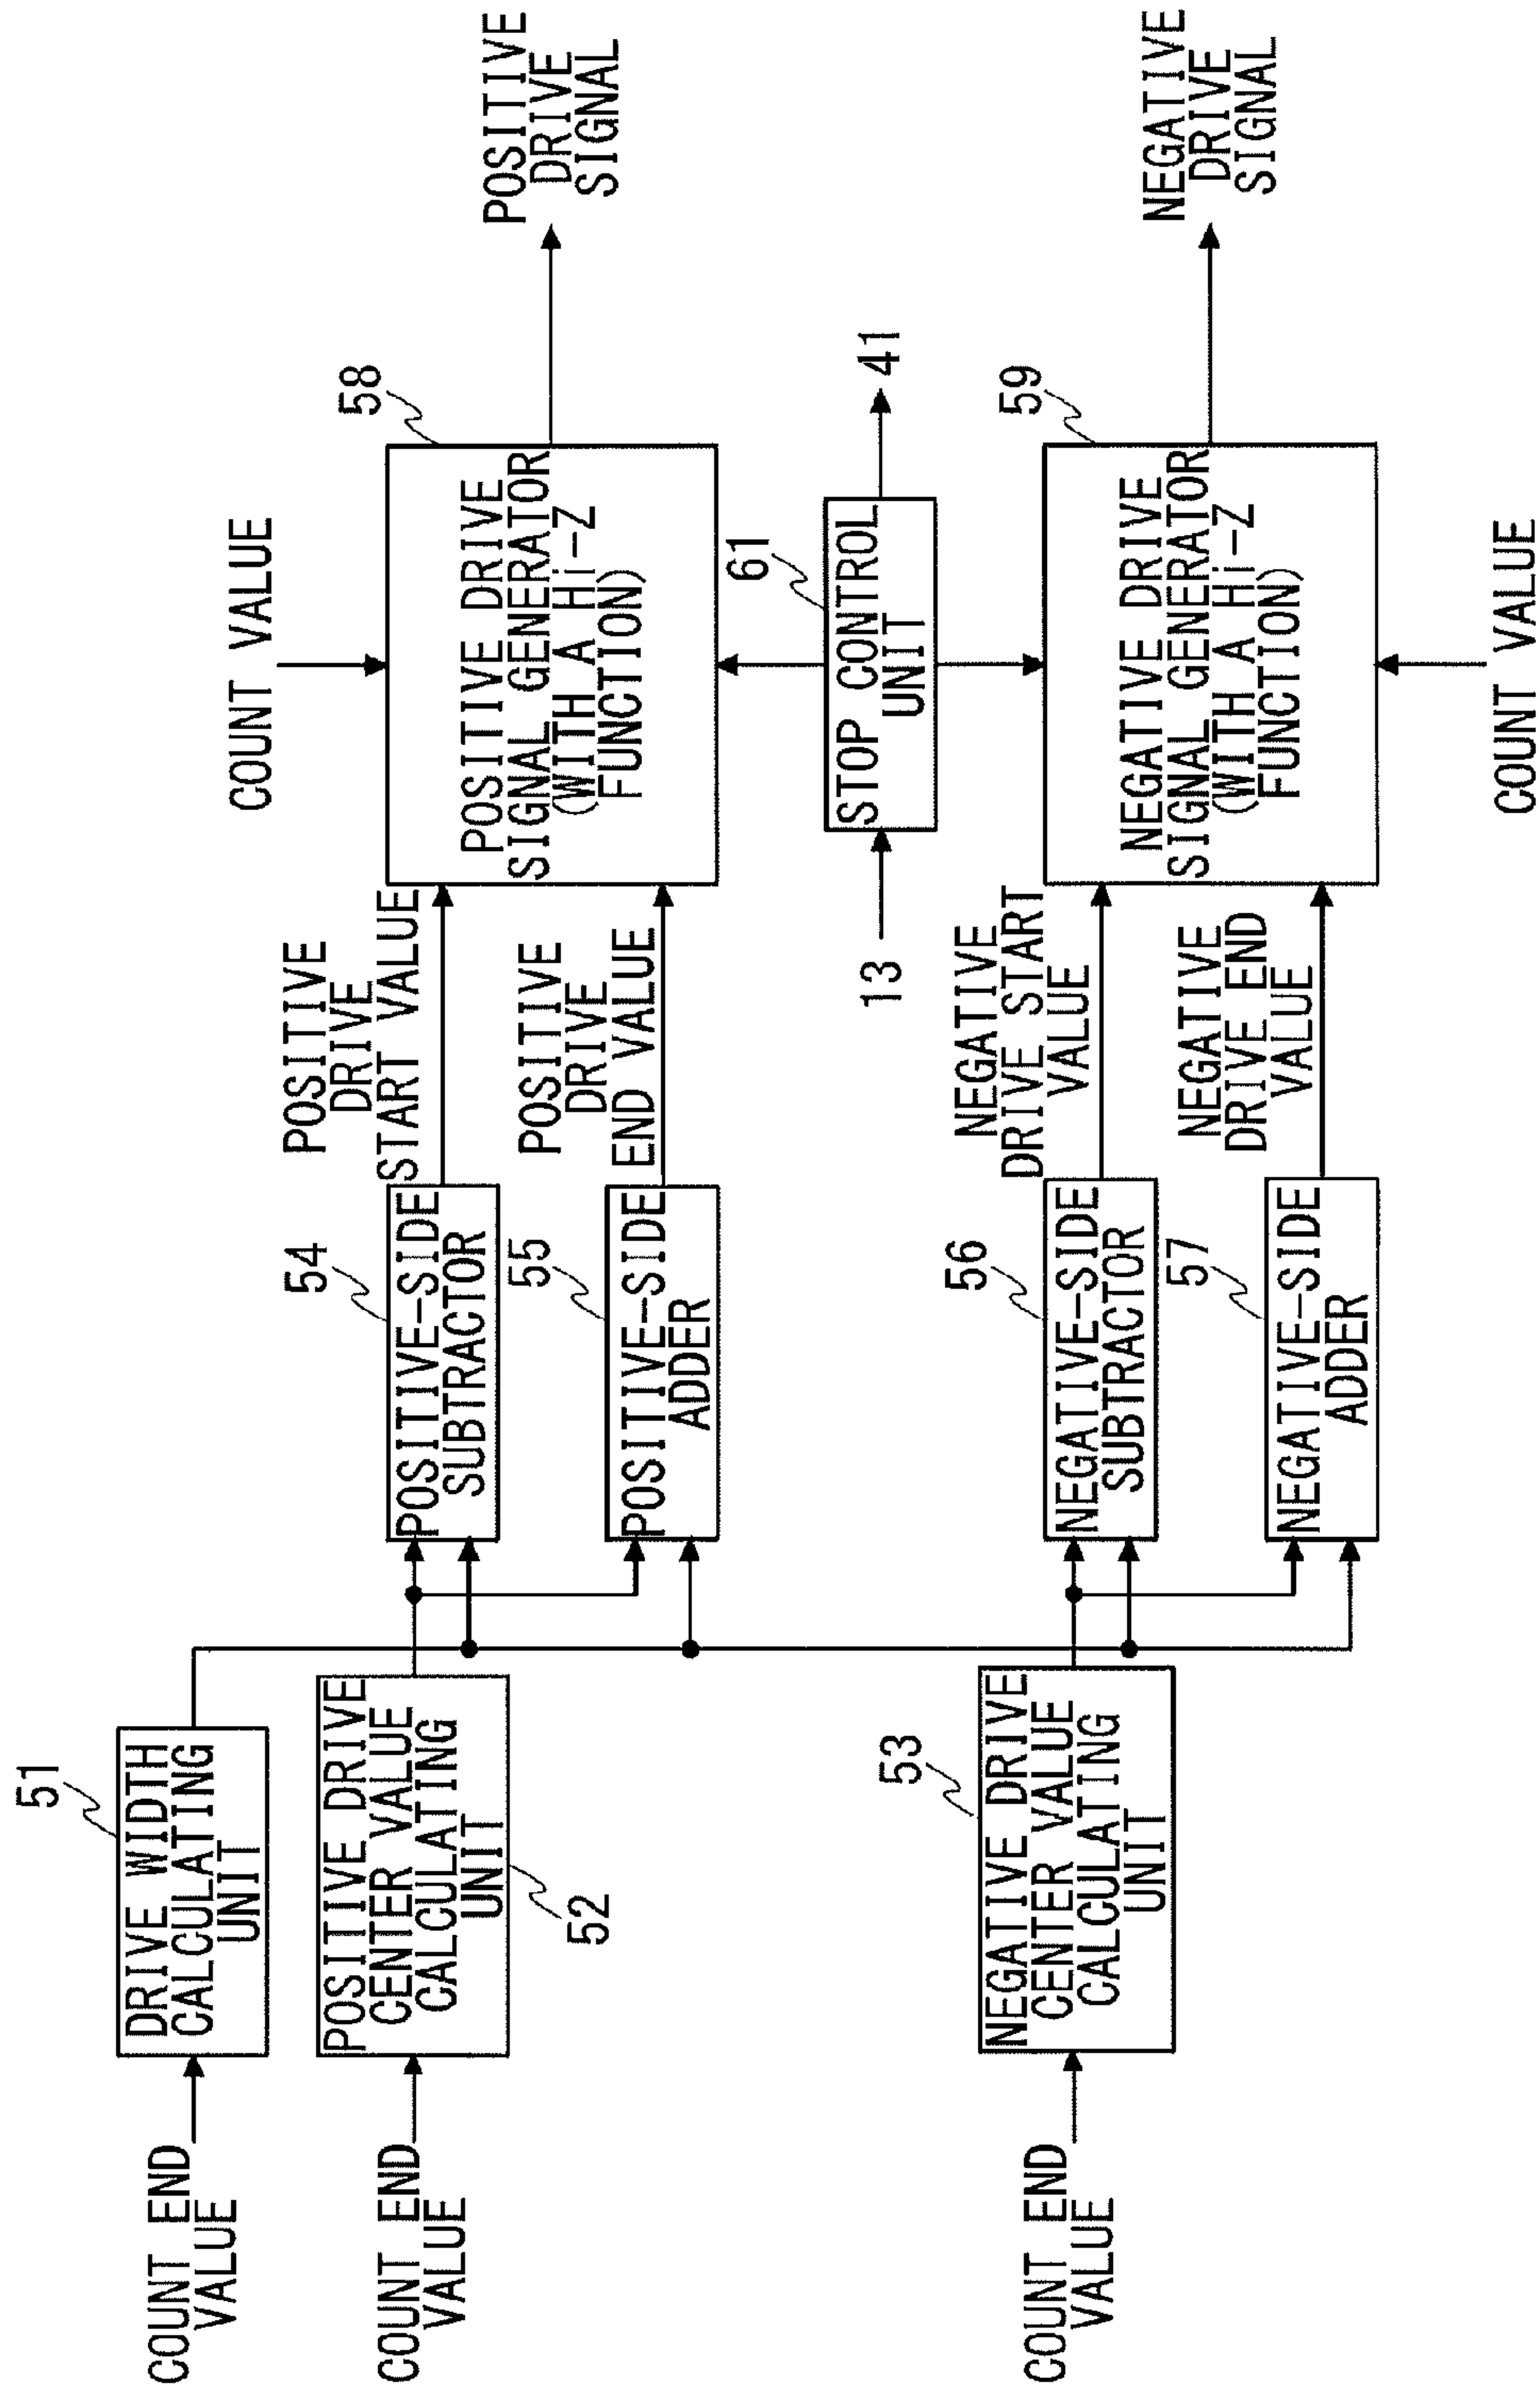 COUNT END
VALUE
51
DRIVE WIDTH
CALCULATING
UNIT
COUNT END
VALUE
POSITIVE DRIVE
CENTER VALUE
CALCULATING
UNIT
52
COUNT END
VALUE
53
NEGATIVE DRIVE
CENTER VALUE
CALCULATING
UNIT
54
POSITIVE-SIDE
SUBTRACTOR
55
POSITIVE-SIDE
ADDER
56
NEGATIVE-SIDE
SUBTRACTOR
57
NEGATIVE-SIDE
ADDER
POSITIVE
DRIVE
START VALUE
POSITIVE
DRIVE
END VALUE
NEGATIVE
DRIVE START
VALUE
NEGATIVE
DRIVE END
VALUE
COUNT VALUE
58
POSITIVE DRIVE
SIGNAL GENERATOR
(WITH A Hi-Z
FUNCTION)
13
61
STOP CONTROL
UNIT
41
59
NEGATIVE DRIVE
SIGNAL GENERATOR
(WITH A Hi-Z
FUNCTION)
COUNT VALUE
POSITIVE
DRIVE
SIGNAL
NEGATIVE
DRIVE
SIGNAL